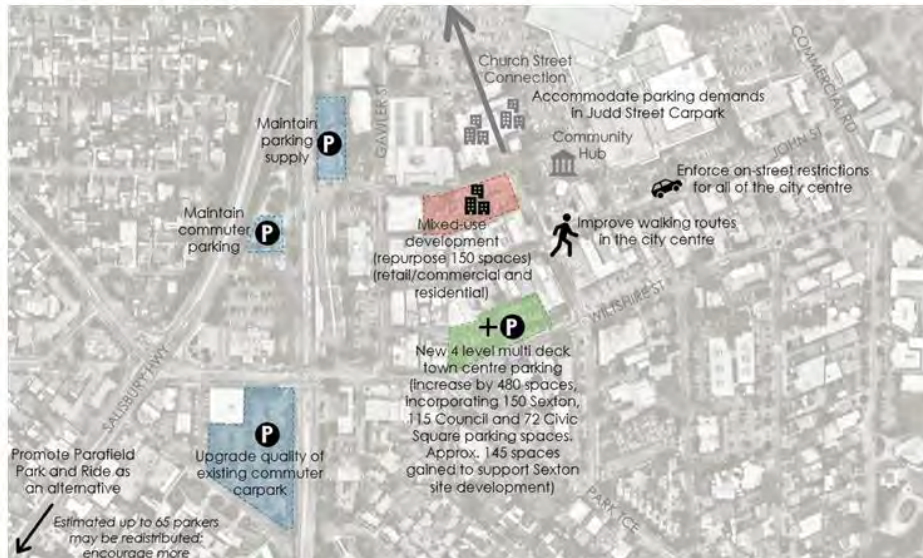 Church Street
Connection
Accommodate parking demands
in Judd Street Carpark
COMMERCIAL RD
GAWLER ST
Maintain
parking
supply
P
Community
Hub
JOHN ST
Enforce on-street restrictions
for all of the city centre
Maintain
commuter
parking
P
Mixed-use
development
(repurpose 150 spaces)
(retail/commercial and
residential)
Improve walking routes
in the city centre
WILTSHIRE ST
+P
New 4 level multi deck
town centre parking
(increase by 480 spaces,
incorporating 150 Sexton,
115 Council and 72 Civic
Square parking spaces.
Approx. 145 spaces
gained to support Sexton
site development)
SALISBURY HWY
P
Upgrade quality of
existing commuter
carpark
Promote Parafield
Park and Ride as
an alternative
Estimated up to 65 parkers
may be redistributed;
encourage more
PARK TCE